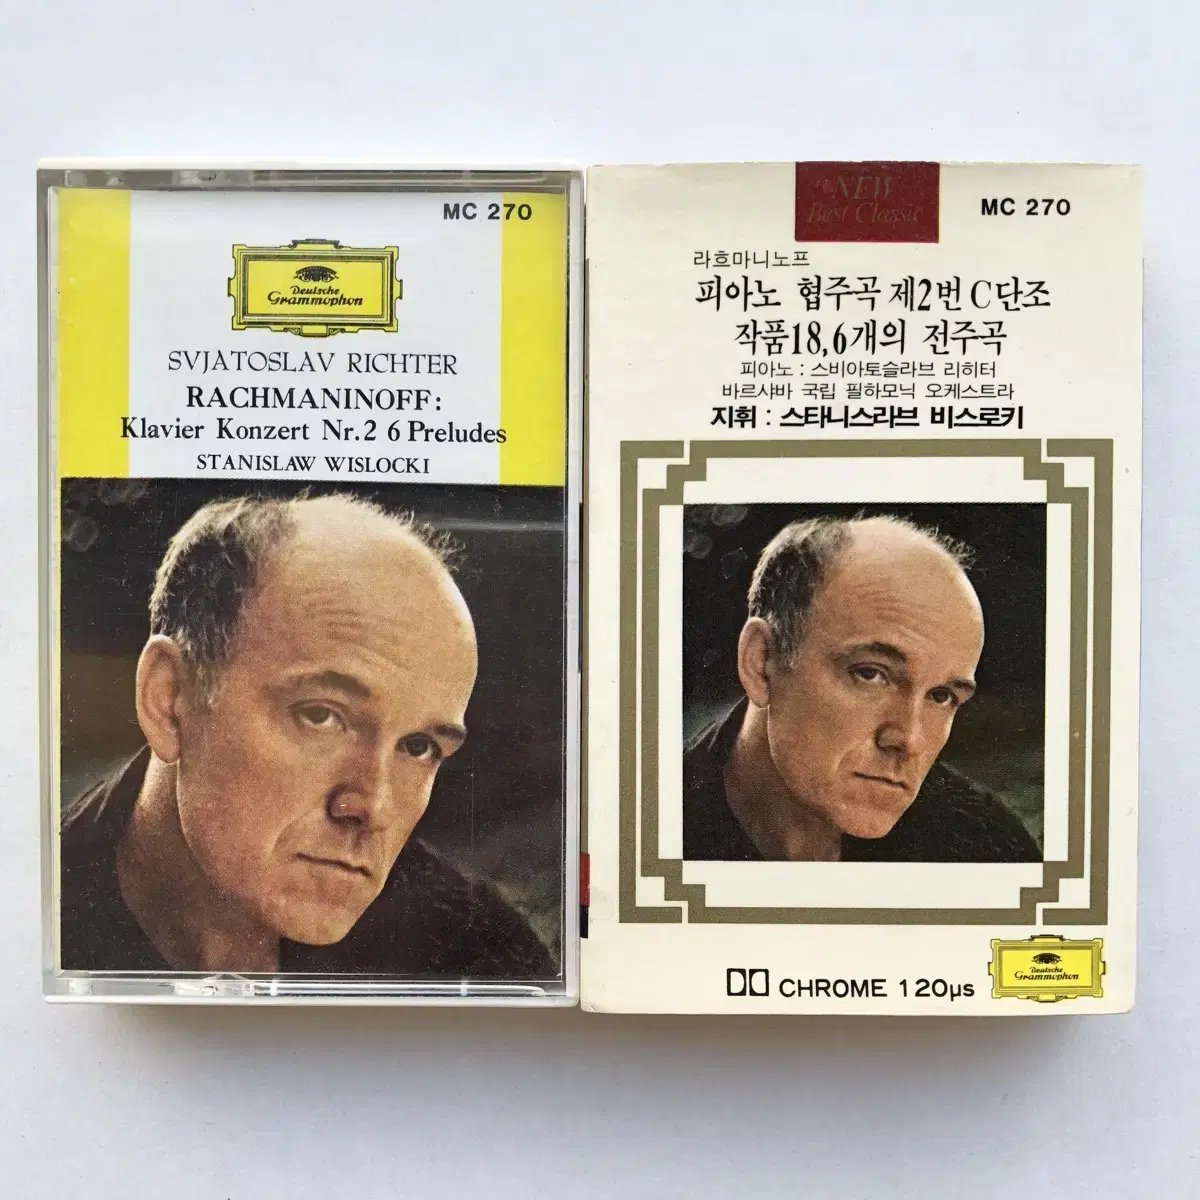 MC 270
Deutsche
Grammophon
SVJATOSLAV RICHTER
RACHMANINOFF:
Klavier Konzert Nr.2 6 Preludes
STANISLAW WISLOCKI
NEW
Best Classic
MC 270
라흐마니노프
피아노 협주곡 제2번 C단조
작품18,6개의 전주곡
피아노 : 스비아토슬라브 리히터
바르샤바 국립 필하모닉 오케스트라
지휘 : 스타니스라브 비스로키
CHROME 120µs
Deutsche
Grammophon